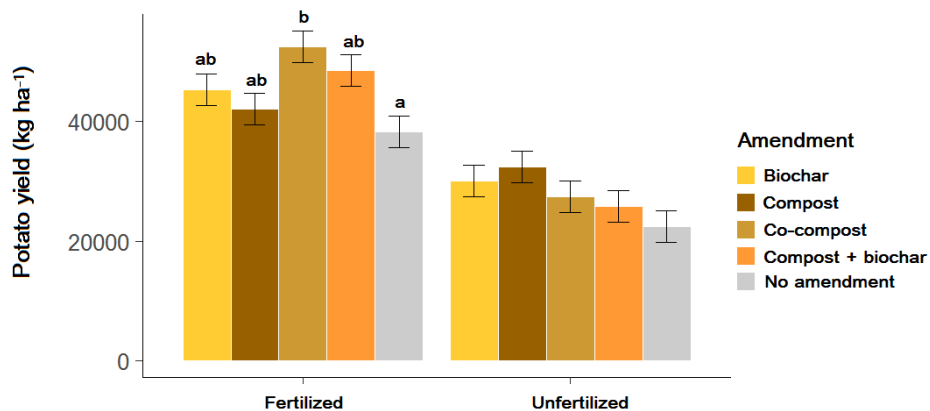 Potato yield (kg ha⁻¹)
40000
20000
0
ab
ab
b
ab
a
Fertilized
Unfertilized
Amendment
Biochar
Compost
Co-compost
Compost + biochar
No amendment